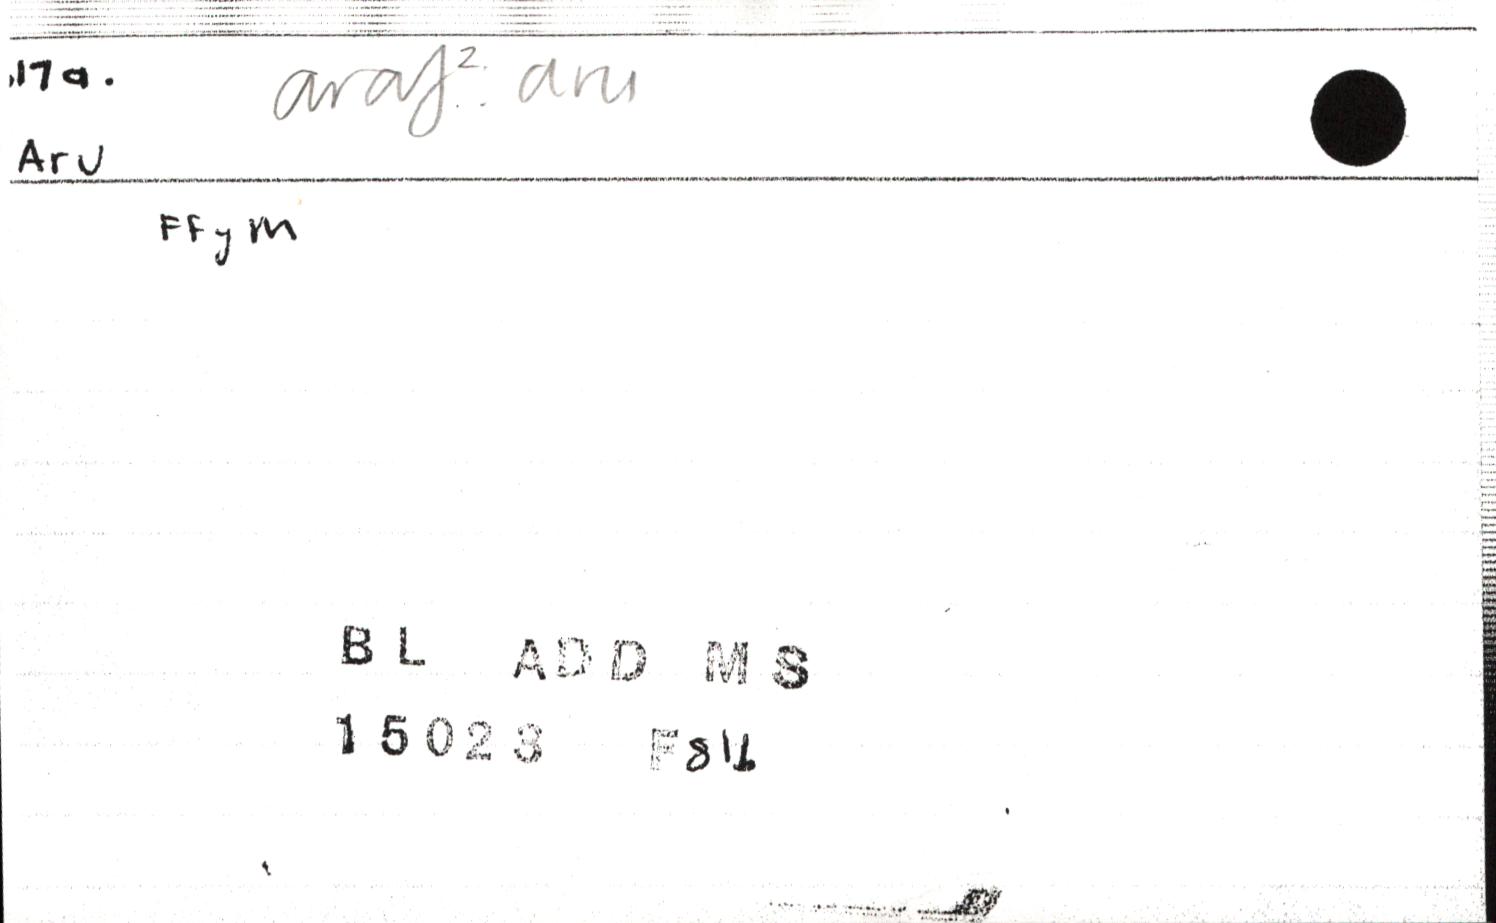 17a. araf²: aru
Aru
FFym
BL ADD MS
15023 F81b